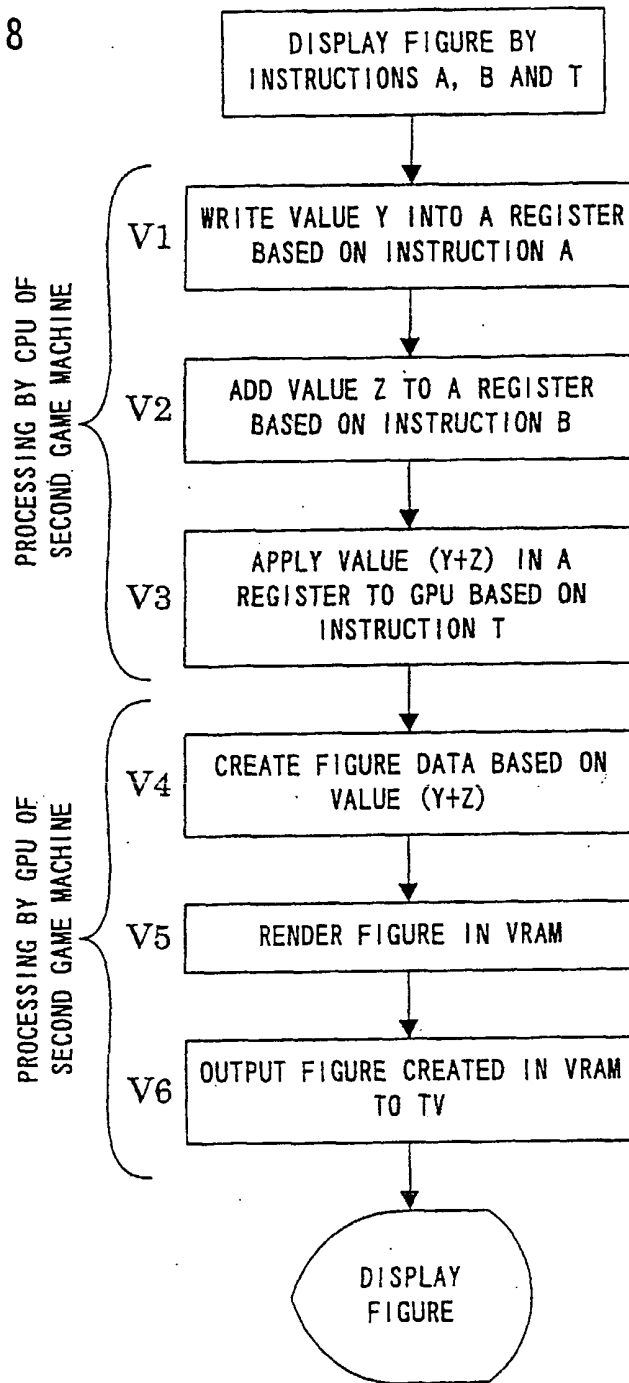 8
DISPLAY FIGURE BY
INSTRUCTIONS A, B AND T
PROCESSING BY CPU OF
SECOND GAME MACHINE
V1
WRITE VALUE Y INTO A REGISTER
BASED ON INSTRUCTION A
V2
ADD VALUE Z TO A REGISTER
BASED ON INSTRUCTION B
V3
APPLY VALUE (Y+Z) IN A
REGISTER TO GPU BASED ON
INSTRUCTION T
PROCESSING BY GPU OF
SECOND GAME MACHINE
V4
CREATE FIGURE DATA BASED ON
VALUE (Y+Z)
V5
RENDER FIGURE IN VRAM
V6
OUTPUT FIGURE CREATED IN VRAM
TO TV
DISPLAY
FIGURE